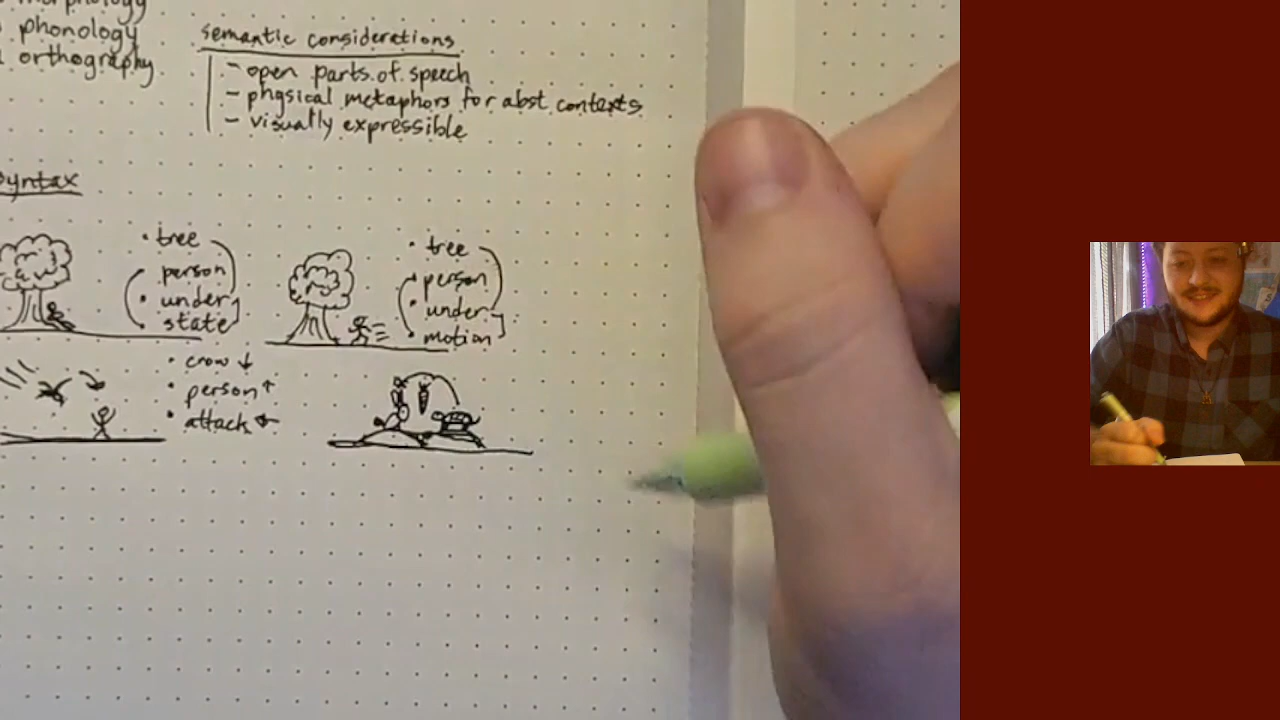 morphology
phonology
orthography
semantic considerations
- open parts of speech
- physical metaphors for abst contexts
- visually expressible
Syntax
• tree
person
• under
state
• tree
• person
• under
motion
• crow ↓
• person ↑
• attack ←